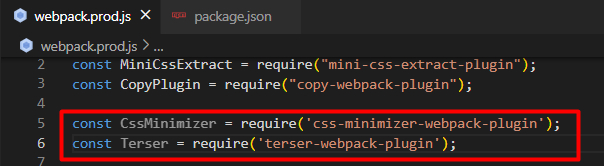 webpack.prod.js package.json
webpack.prod.js > ...
2 const MiniCssExtract = require("mini-css-extract-plugin");
3 const CopyPlugin = require("copy-webpack-plugin");
4
5 const CssMinimizer = require('css-minimizer-webpack-plugin');
6 const Terser = require('terser-webpack-plugin');